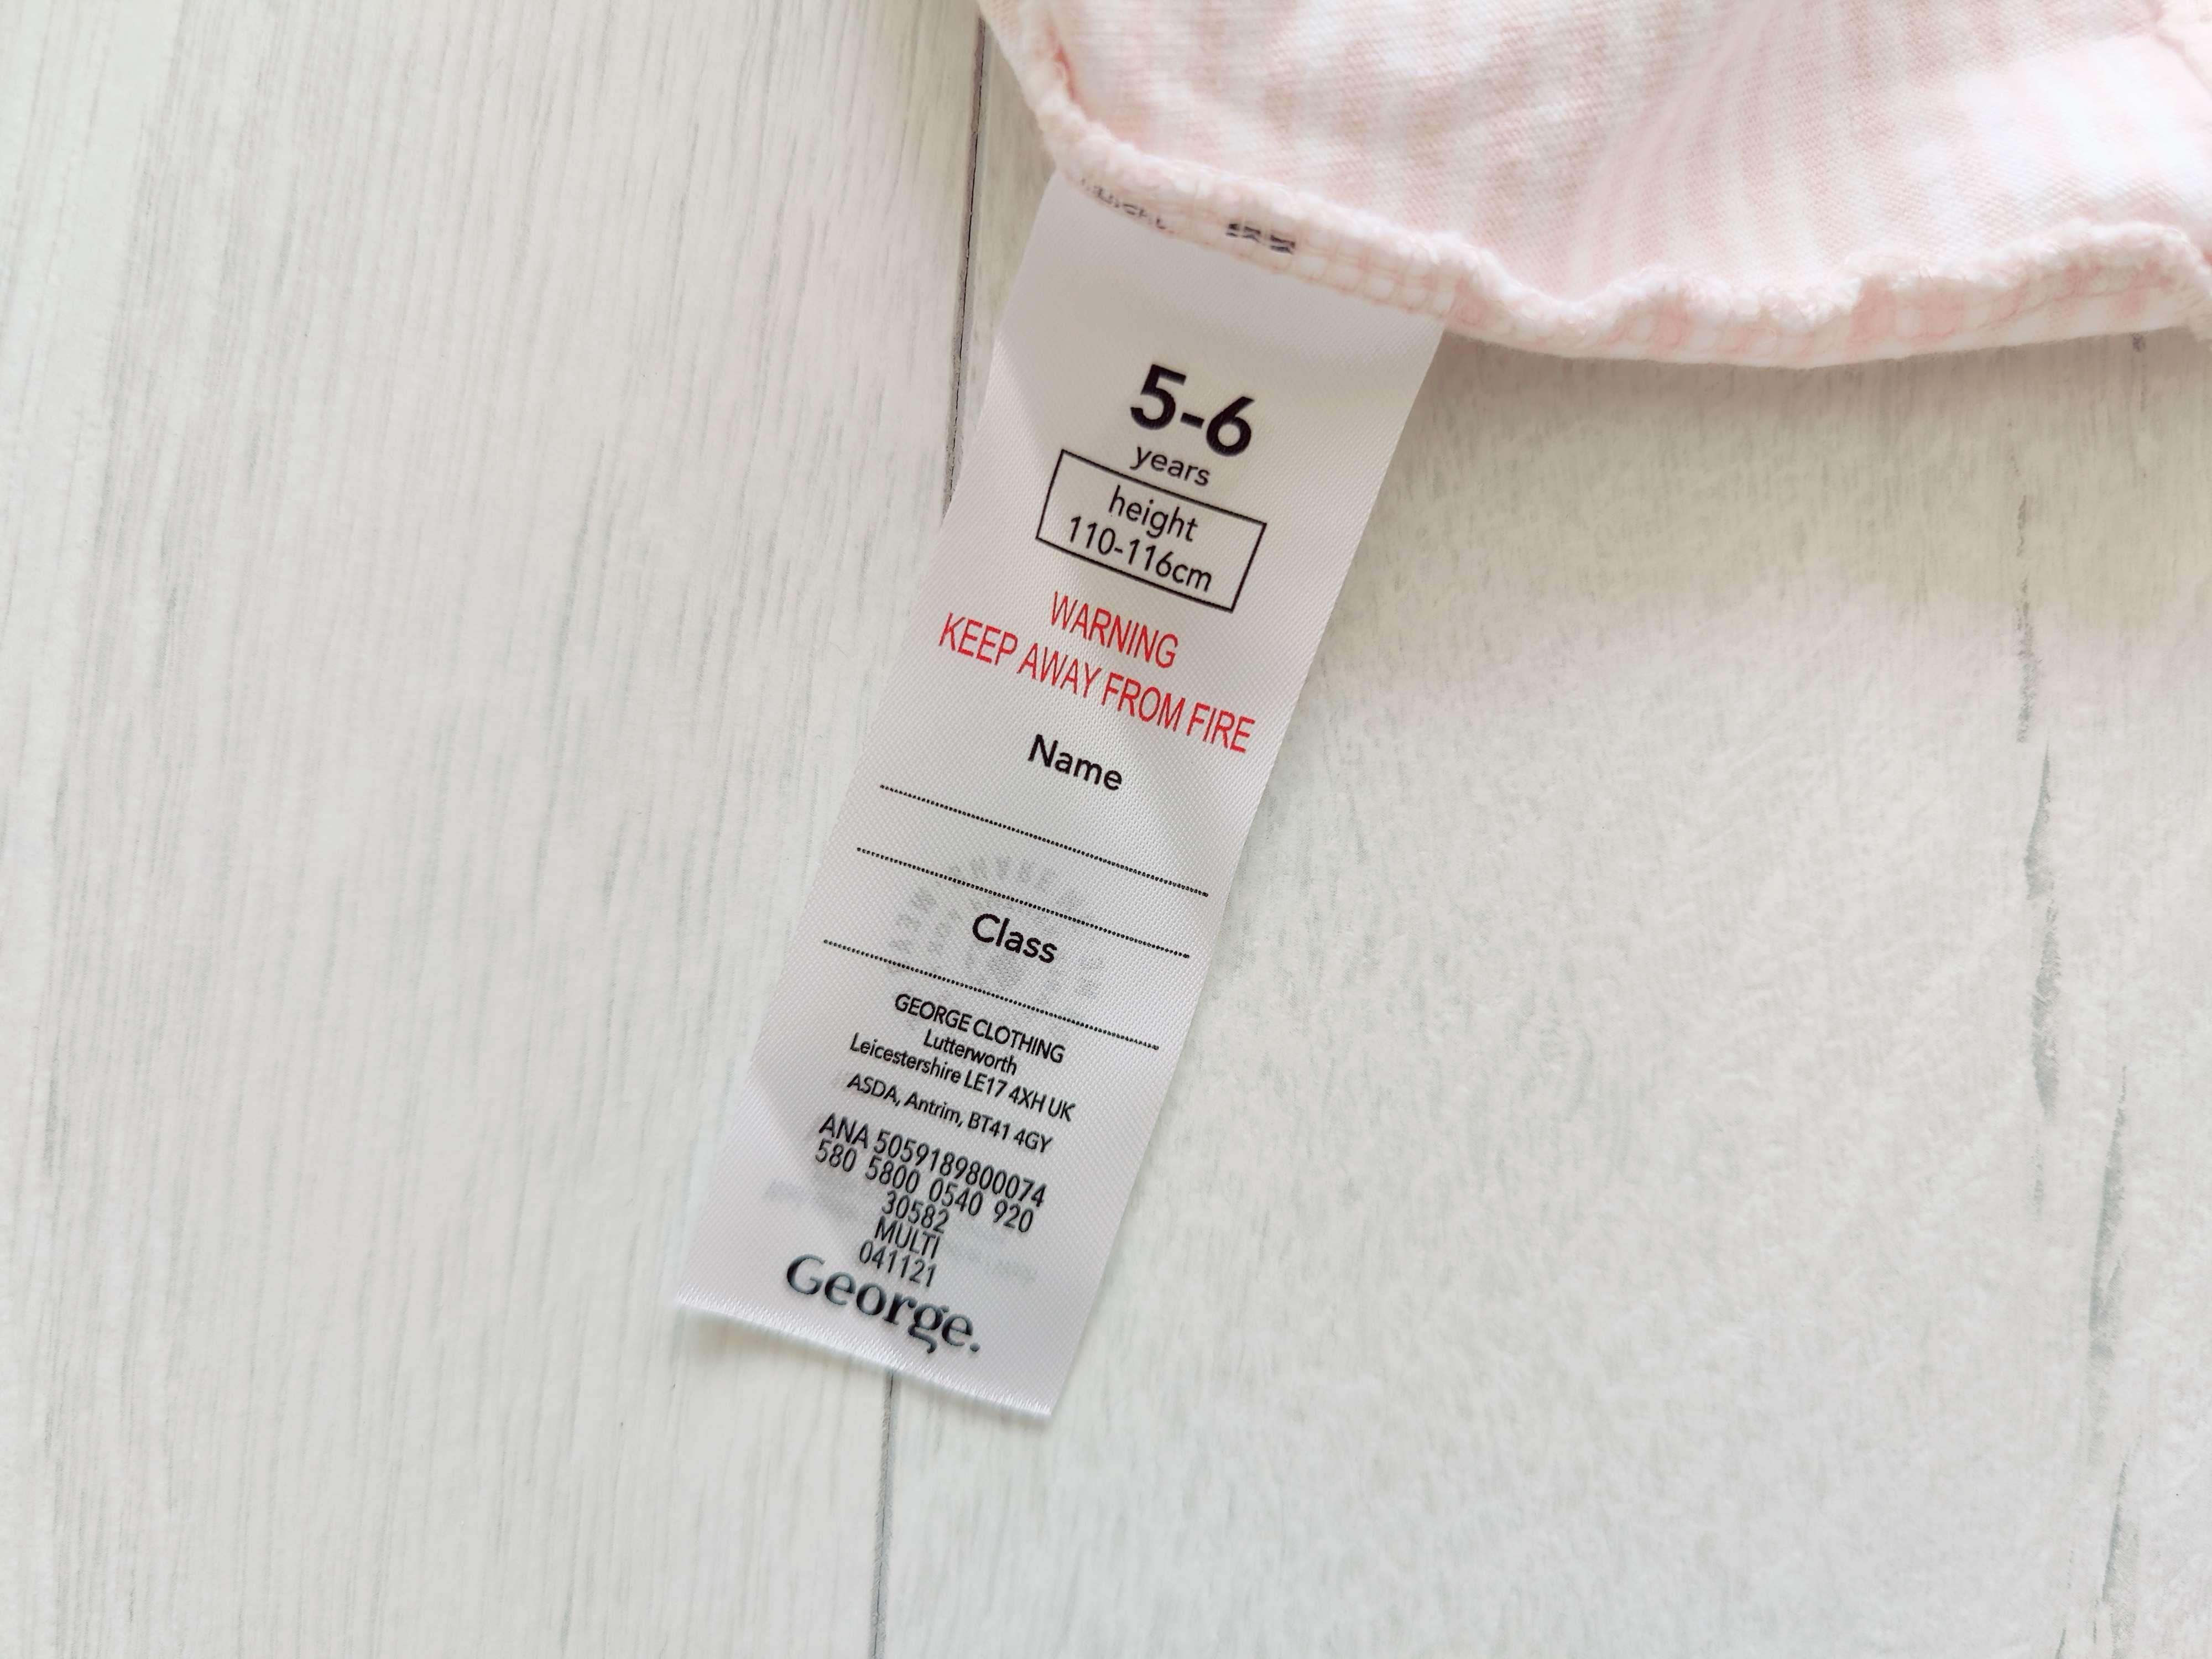 5-6
years
height
110-116cm
WARNING
KEEP AWAY FROM FIRE
Name
Class
GEORGE CLOTHING
Lutterworth
Leicestershire LE17 4XH UK
ASDA, Antrim, BT41 4GY
ANA 5059189800074
580 5800 0540 920
30582
MULTI
041121
George.